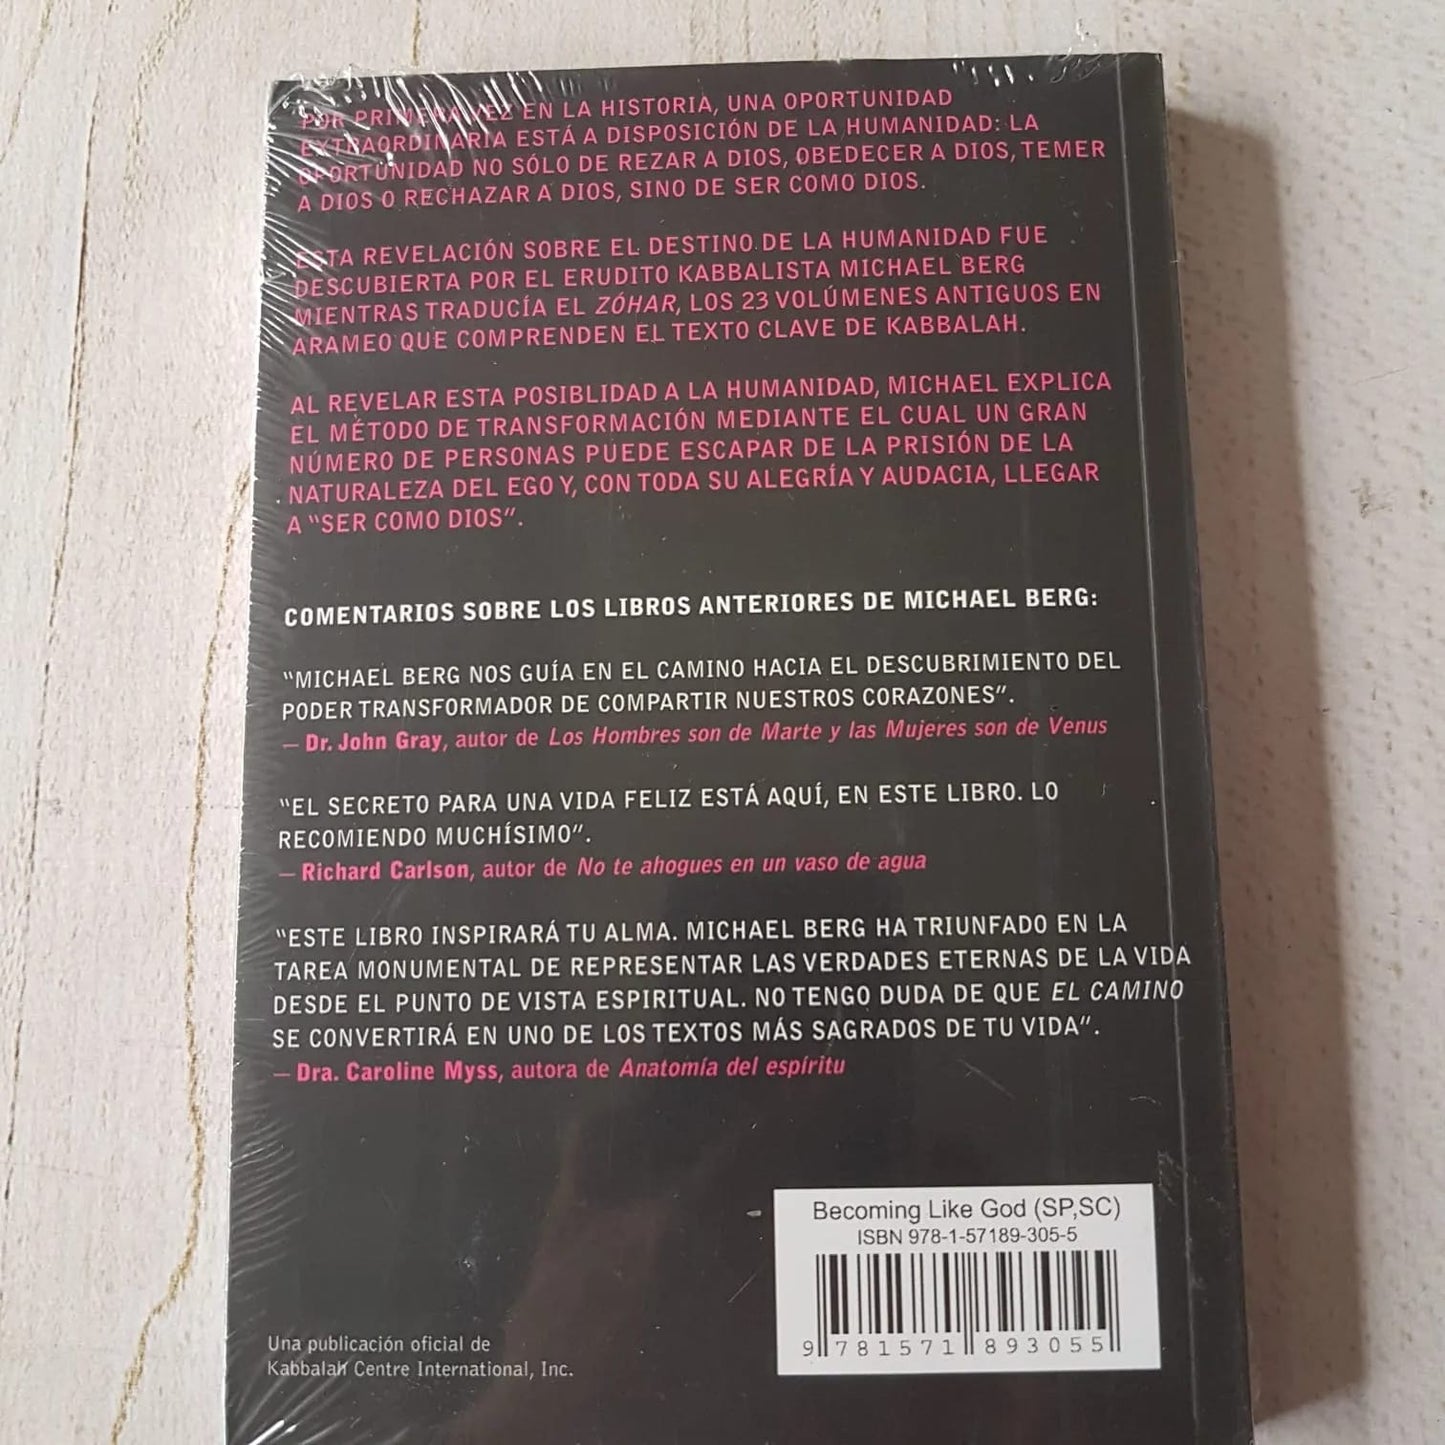 POR PRIMERA VEZ EN LA HISTORIA, UNA OPORTUNIDAD
EXTRAORDINARIA ESTÁ A DISPOSICIÓN DE LA HUMANIDAD: LA
OPORTUNIDAD NO SÓLO DE REZAR A DIOS, OBEDECER A DIOS, TEMER
A DIOS O RECHAZAR A DIOS, SINO DE SER COMO DIOS.
ESTA REVELACIÓN SOBRE EL DESTINO DE LA HUMANIDAD FUE
DESCUBIERTA POR EL ERUDITO KABBALISTA MICHAEL BERG
MIENTRAS TRADUCÍA EL ZÓHAR, LOS 23 VOLÚMENES ANTIGUOS EN
ARAMEO QUE COMPRENDEN EL TEXTO CLAVE DE KABBALAH.
AL REVELAR ESTA POSIBLIDAD A LA HUMANIDAD, MICHAEL EXPLICA
EL MÉTODO DE TRANSFORMACIÓN MEDIANTE EL CUAL UN GRAN
NÚMERO DE PERSONAS PUEDE ESCAPAR DE LA PRISIÓN DE LA
NATURALEZA DEL EGO Y, CON TODA SU ALEGRÍA Y AUDACIA, LLEGAR
A "SER COMO DIOS".
COMENTARIOS SOBRE LOS LIBROS ANTERIORES DE MICHAEL BERG:
"MICHAEL BERG NOS GUÍA EN EL CAMINO HACIA EL DESCUBRIMIENTO DEL
PODER TRANSFORMADOR DE COMPARTIR NUESTROS CORAZONES".
— Dr. John Gray, autor de Los Hombres son de Marte y las Mujeres son de Venus
"EL SECRETO PARA UNA VIDA FELIZ ESTÁ AQUÍ, EN ESTE LIBRO. LO
RECOMIENDO MUCHÍSIMO".
— Richard Carlson, autor de No te ahogues en un vaso de agua
"ESTE LIBRO INSPIRARÁ TU ALMA. MICHAEL BERG HA TRIUNFADO EN LA
TAREA MONUMENTAL DE REPRESENTAR LAS VERDADES ETERNAS DE LA VIDA
DESDE EL PUNTO DE VISTA ESPIRITUAL. NO TENGO DUDA DE QUE EL CAMINO
SE CONVERTIRÁ EN UNO DE LOS TEXTOS MÁS SAGRADOS DE TU VIDA".
— Dra. Caroline Myss, autora de Anatomía del espíritu
Becoming Like God (SP,SC)
ISBN 978-1-57189-305-5
9 781571 893055
Una publicación oficial de
Kabbalah Centre International, Inc.